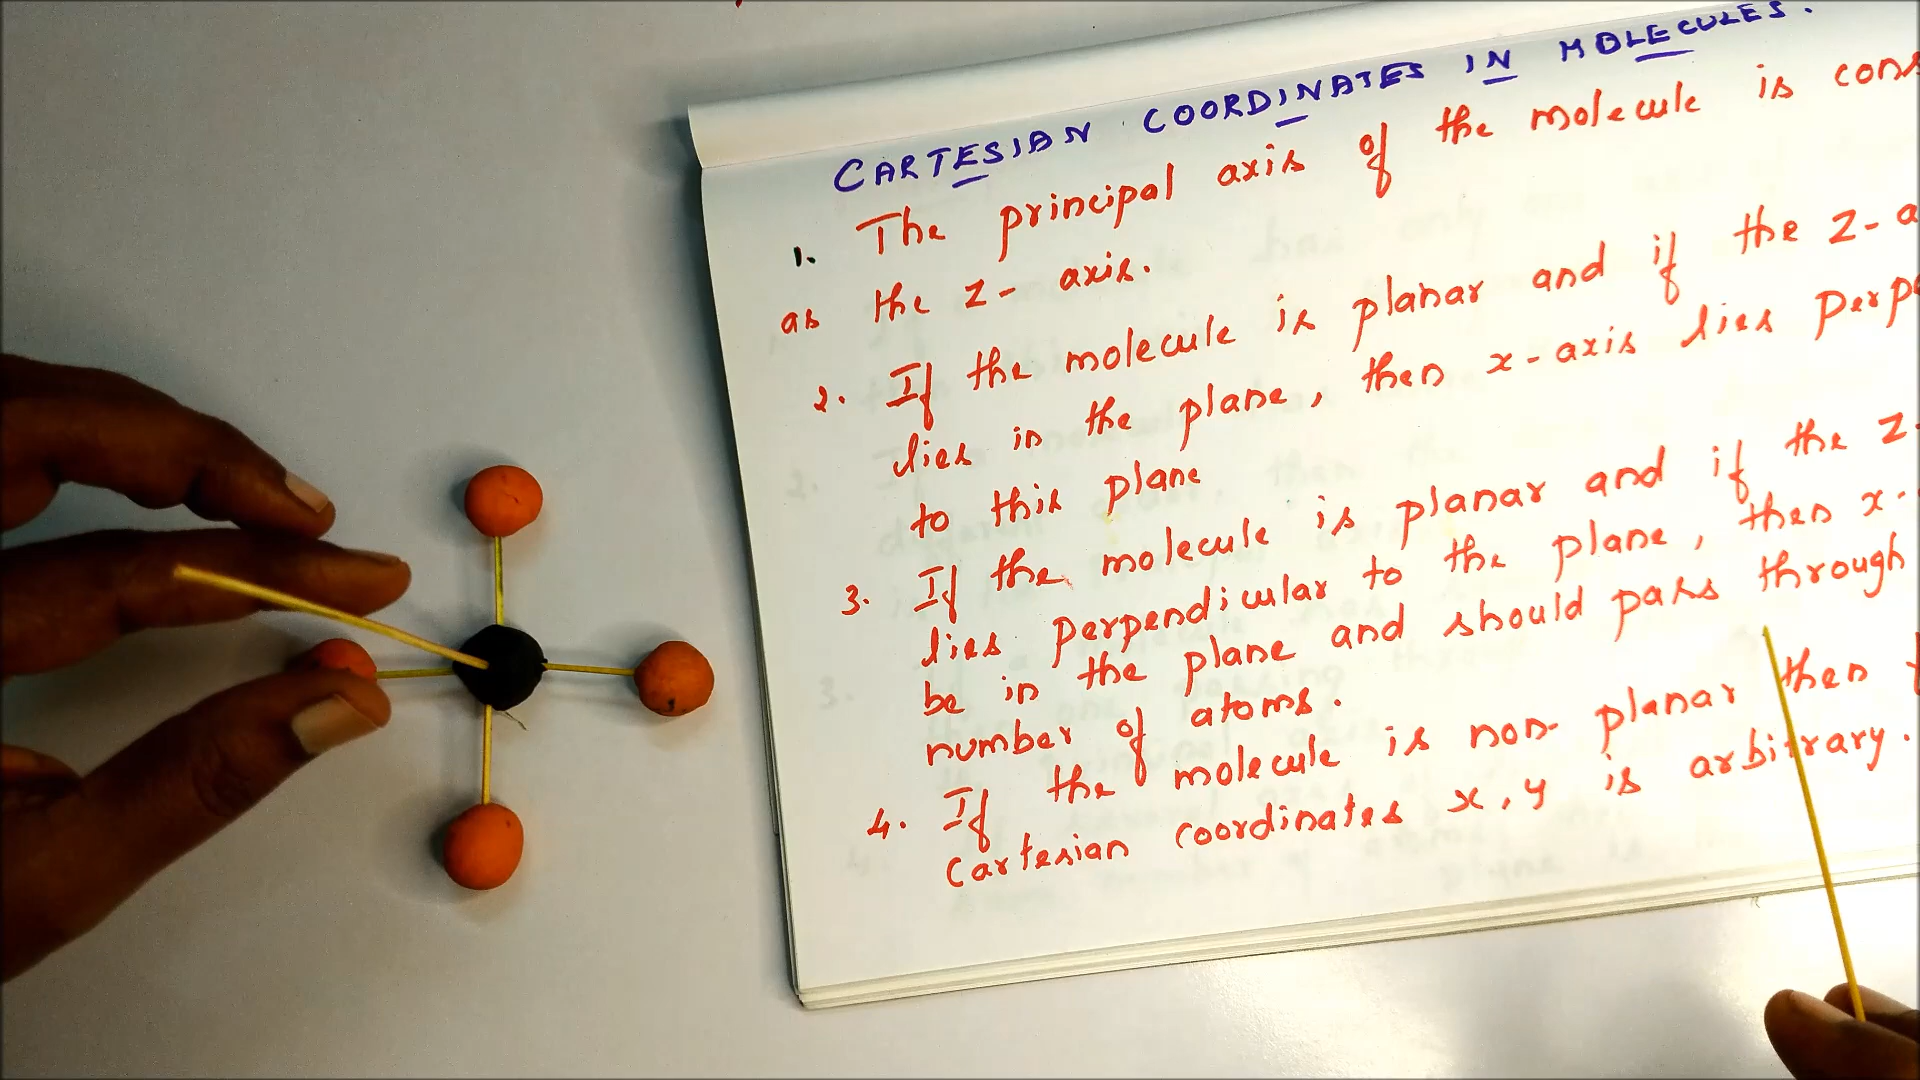 CARTESIAN COORDINATES IN MOLECULES.
1. The principal axis of the molecule is cons
as the z- axis.
2. If the molecule is planar and if the z-a
lies in the plane, then x-axis lies perpe
to this plane
3. If the molecule is planar and if the z-
lies perpendicular to the plane, then x-
be in the plane and should pass through
number of atoms.
4. If the molecule is non-planar then t
Cartesian coordinates x, y is arbitrary.